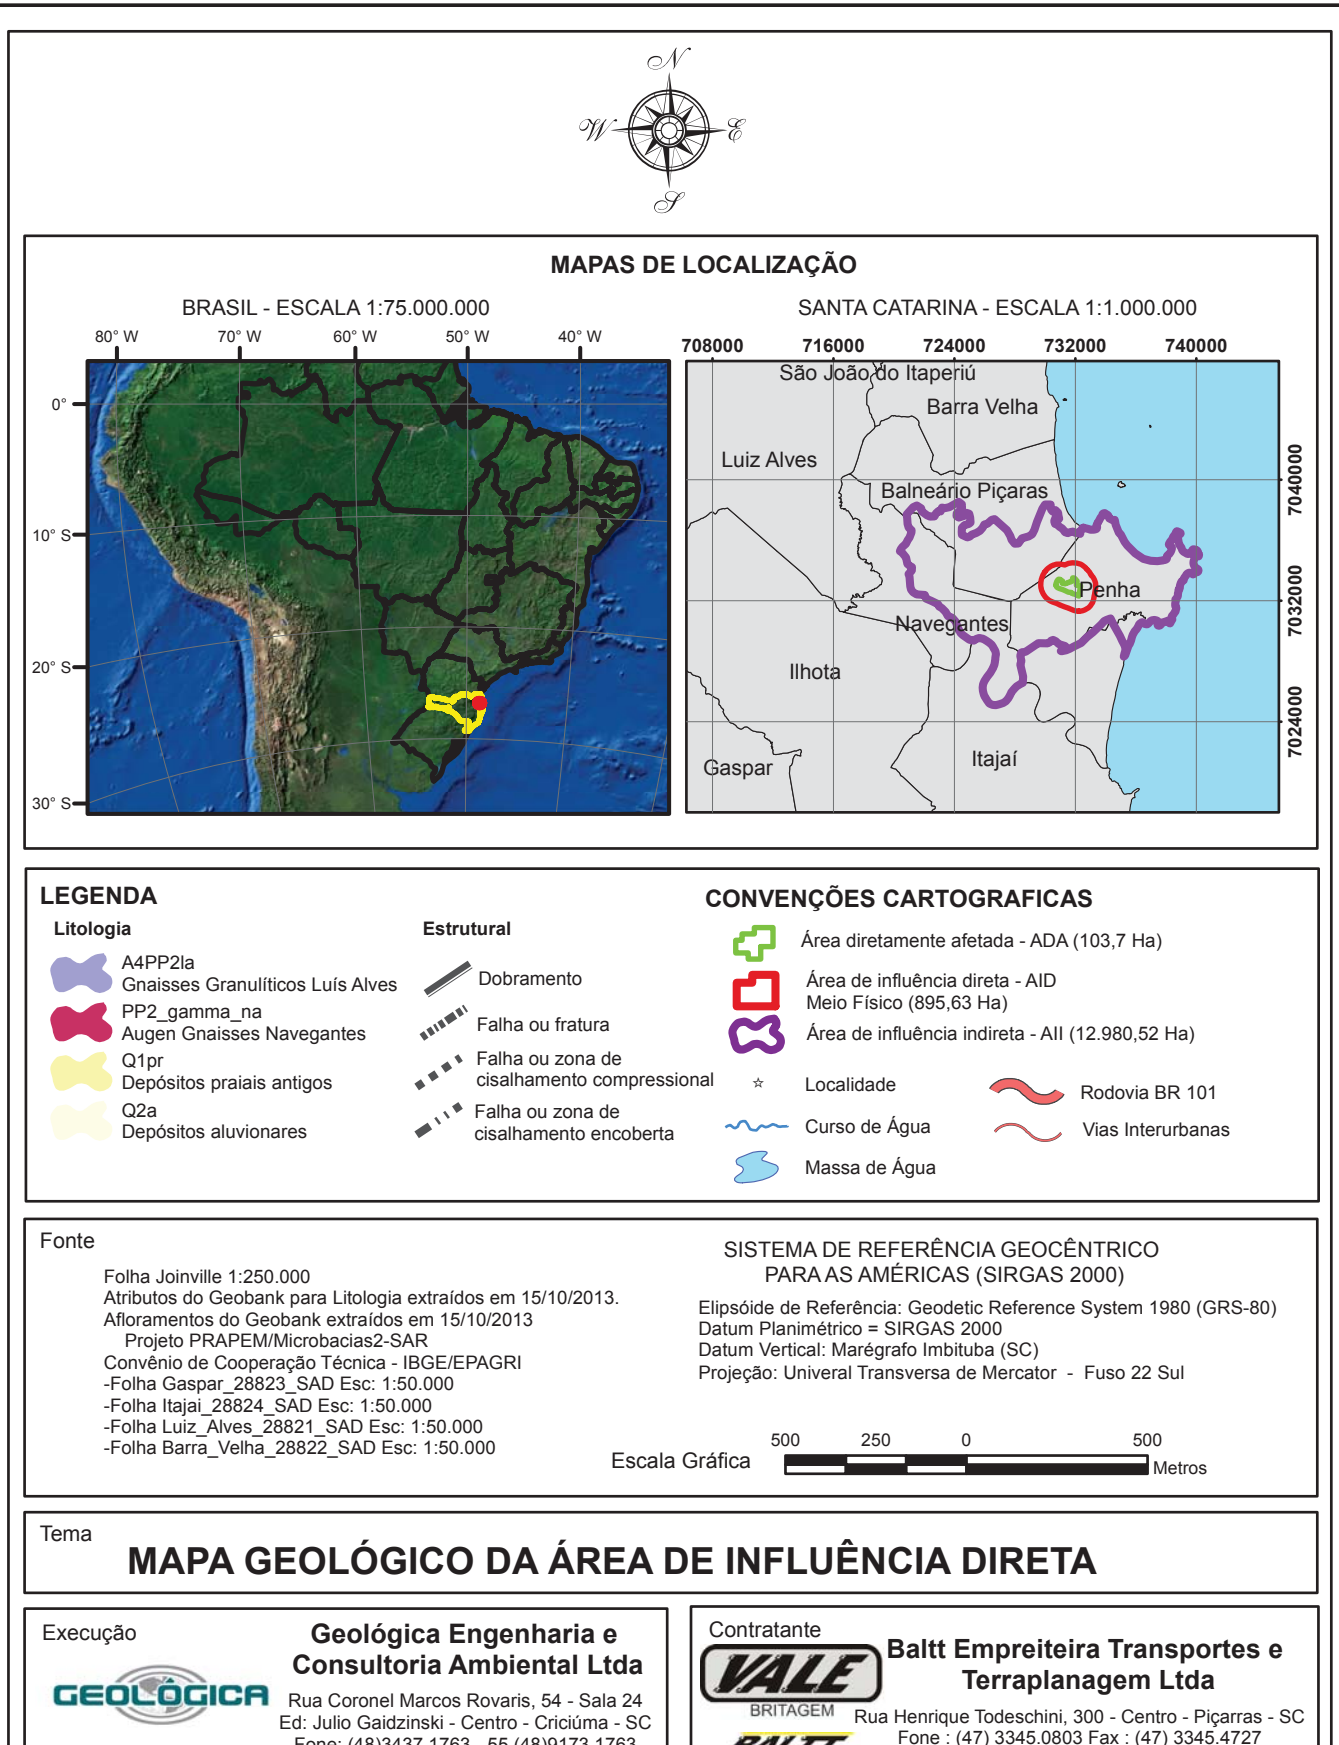 N
W
E
S
MAPAS DE LOCALIZAÇÃO
BRASIL - ESCALA 1:75.000.000
80° W 70° W 60° W 50° W 40° W
0°
10° S
20° S
30° S
SANTA CATARINA - ESCALA 1:1.000.000
708000 716000 724000 732000 740000
São João do Itaperiú
Barra Velha
Luiz Alves
Balneário Piçaras
Penha
Navegantes
Ilhota
Itajaí
Gaspar
7040000
7032000
7024000
LEGENDA
Litologia
A4PP2la
Gnaisses Granulíticos Luís Alves
PP2_gamma_na
Augen Gnaisses Navegantes
Q1pr
Depósitos praiais antigos
Q2a
Depósitos aluvionares
Estrutural
Dobramento
Falha ou fratura
Falha ou zona de
cisalhamento compressional
Falha ou zona de
cisalhamento encoberta
CONVENÇÕES CARTOGRAFICAS
Área diretamente afetada - ADA (103,7 Ha)
Área de influência direta - AID
Meio Físico (895,63 Ha)
Área de influência indireta - AII (12.980,52 Ha)
Localidade
Curso de Água
Massa de Água
Rodovia BR 101
Vias Interurbanas
Fonte
Folha Joinville 1:250.000
Atributos do Geobank para Litologia extraídos em 15/10/2013.
Afloramentos do Geobank extraídos em 15/10/2013
Projeto PRAPEM/Microbacias2-SAR
Convênio de Cooperação Técnica - IBGE/EPAGRI
-Folha Gaspar_28823_SAD Esc: 1:50.000
-Folha Itajai_28824_SAD Esc: 1:50.000
-Folha Luiz_Alves_28821_SAD Esc: 1:50.000
-Folha Barra_Velha_28822_SAD Esc: 1:50.000
SISTEMA DE REFERÊNCIA GEOCÊNTRICO
PARA AS AMÉRICAS (SIRGAS 2000)
Elipsóide de Referência: Geodetic Reference System 1980 (GRS-80)
Datum Planimétrico = SIRGAS 2000
Datum Vertical: Marégrafo Imbituba (SC)
Projeção: Univeral Transversa de Mercator - Fuso 22 Sul
Escala Gráfica
500 250 0 500
Metros
Tema
MAPA GEOLÓGICO DA ÁREA DE INFLUÊNCIA DIRETA
Execução
GEOLÓGICA
Geológica Engenharia e
Consultoria Ambiental Ltda
Rua Coronel Marcos Rovaris, 54 - Sala 24
Ed: Julio Gaidzinski - Centro - Criciúma - SC
Fone: (48)3437.1763 - 55 (48)9173.1763
Contratante
VALE
BRITAGEM
BALTT
Baltt Empreiteira Transportes e
Terraplanagem Ltda
Rua Henrique Todeschini, 300 - Centro - Piçarras - SC
Fone : (47) 3345.0803 Fax : (47) 3345.4727